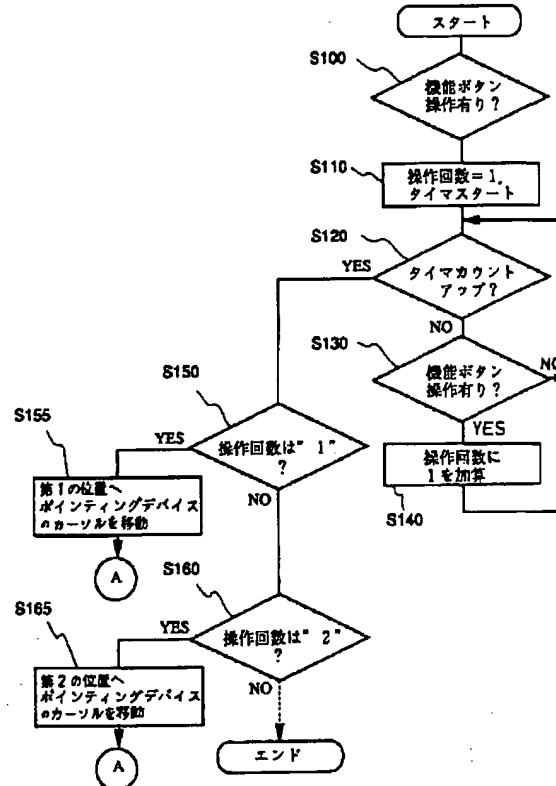 スタート
S100
機能ボタン
操作有り?
S110
操作回数=1,
タイマスタート
S120
YES
タイマカウント
アップ?
NO
S130
機能ボタン
操作有り?
NO
YES
操作回数に
1を加算
S140
S150
YES
操作回数は"1"
?
NO
S155
第1の位置へ
ポインティングデバイス
のカーソルを移動
A
S160
YES
操作回数は"2"
?
NO
S165
第2の位置へ
ポインティングデバイス
のカーソルを移動
A
エンド